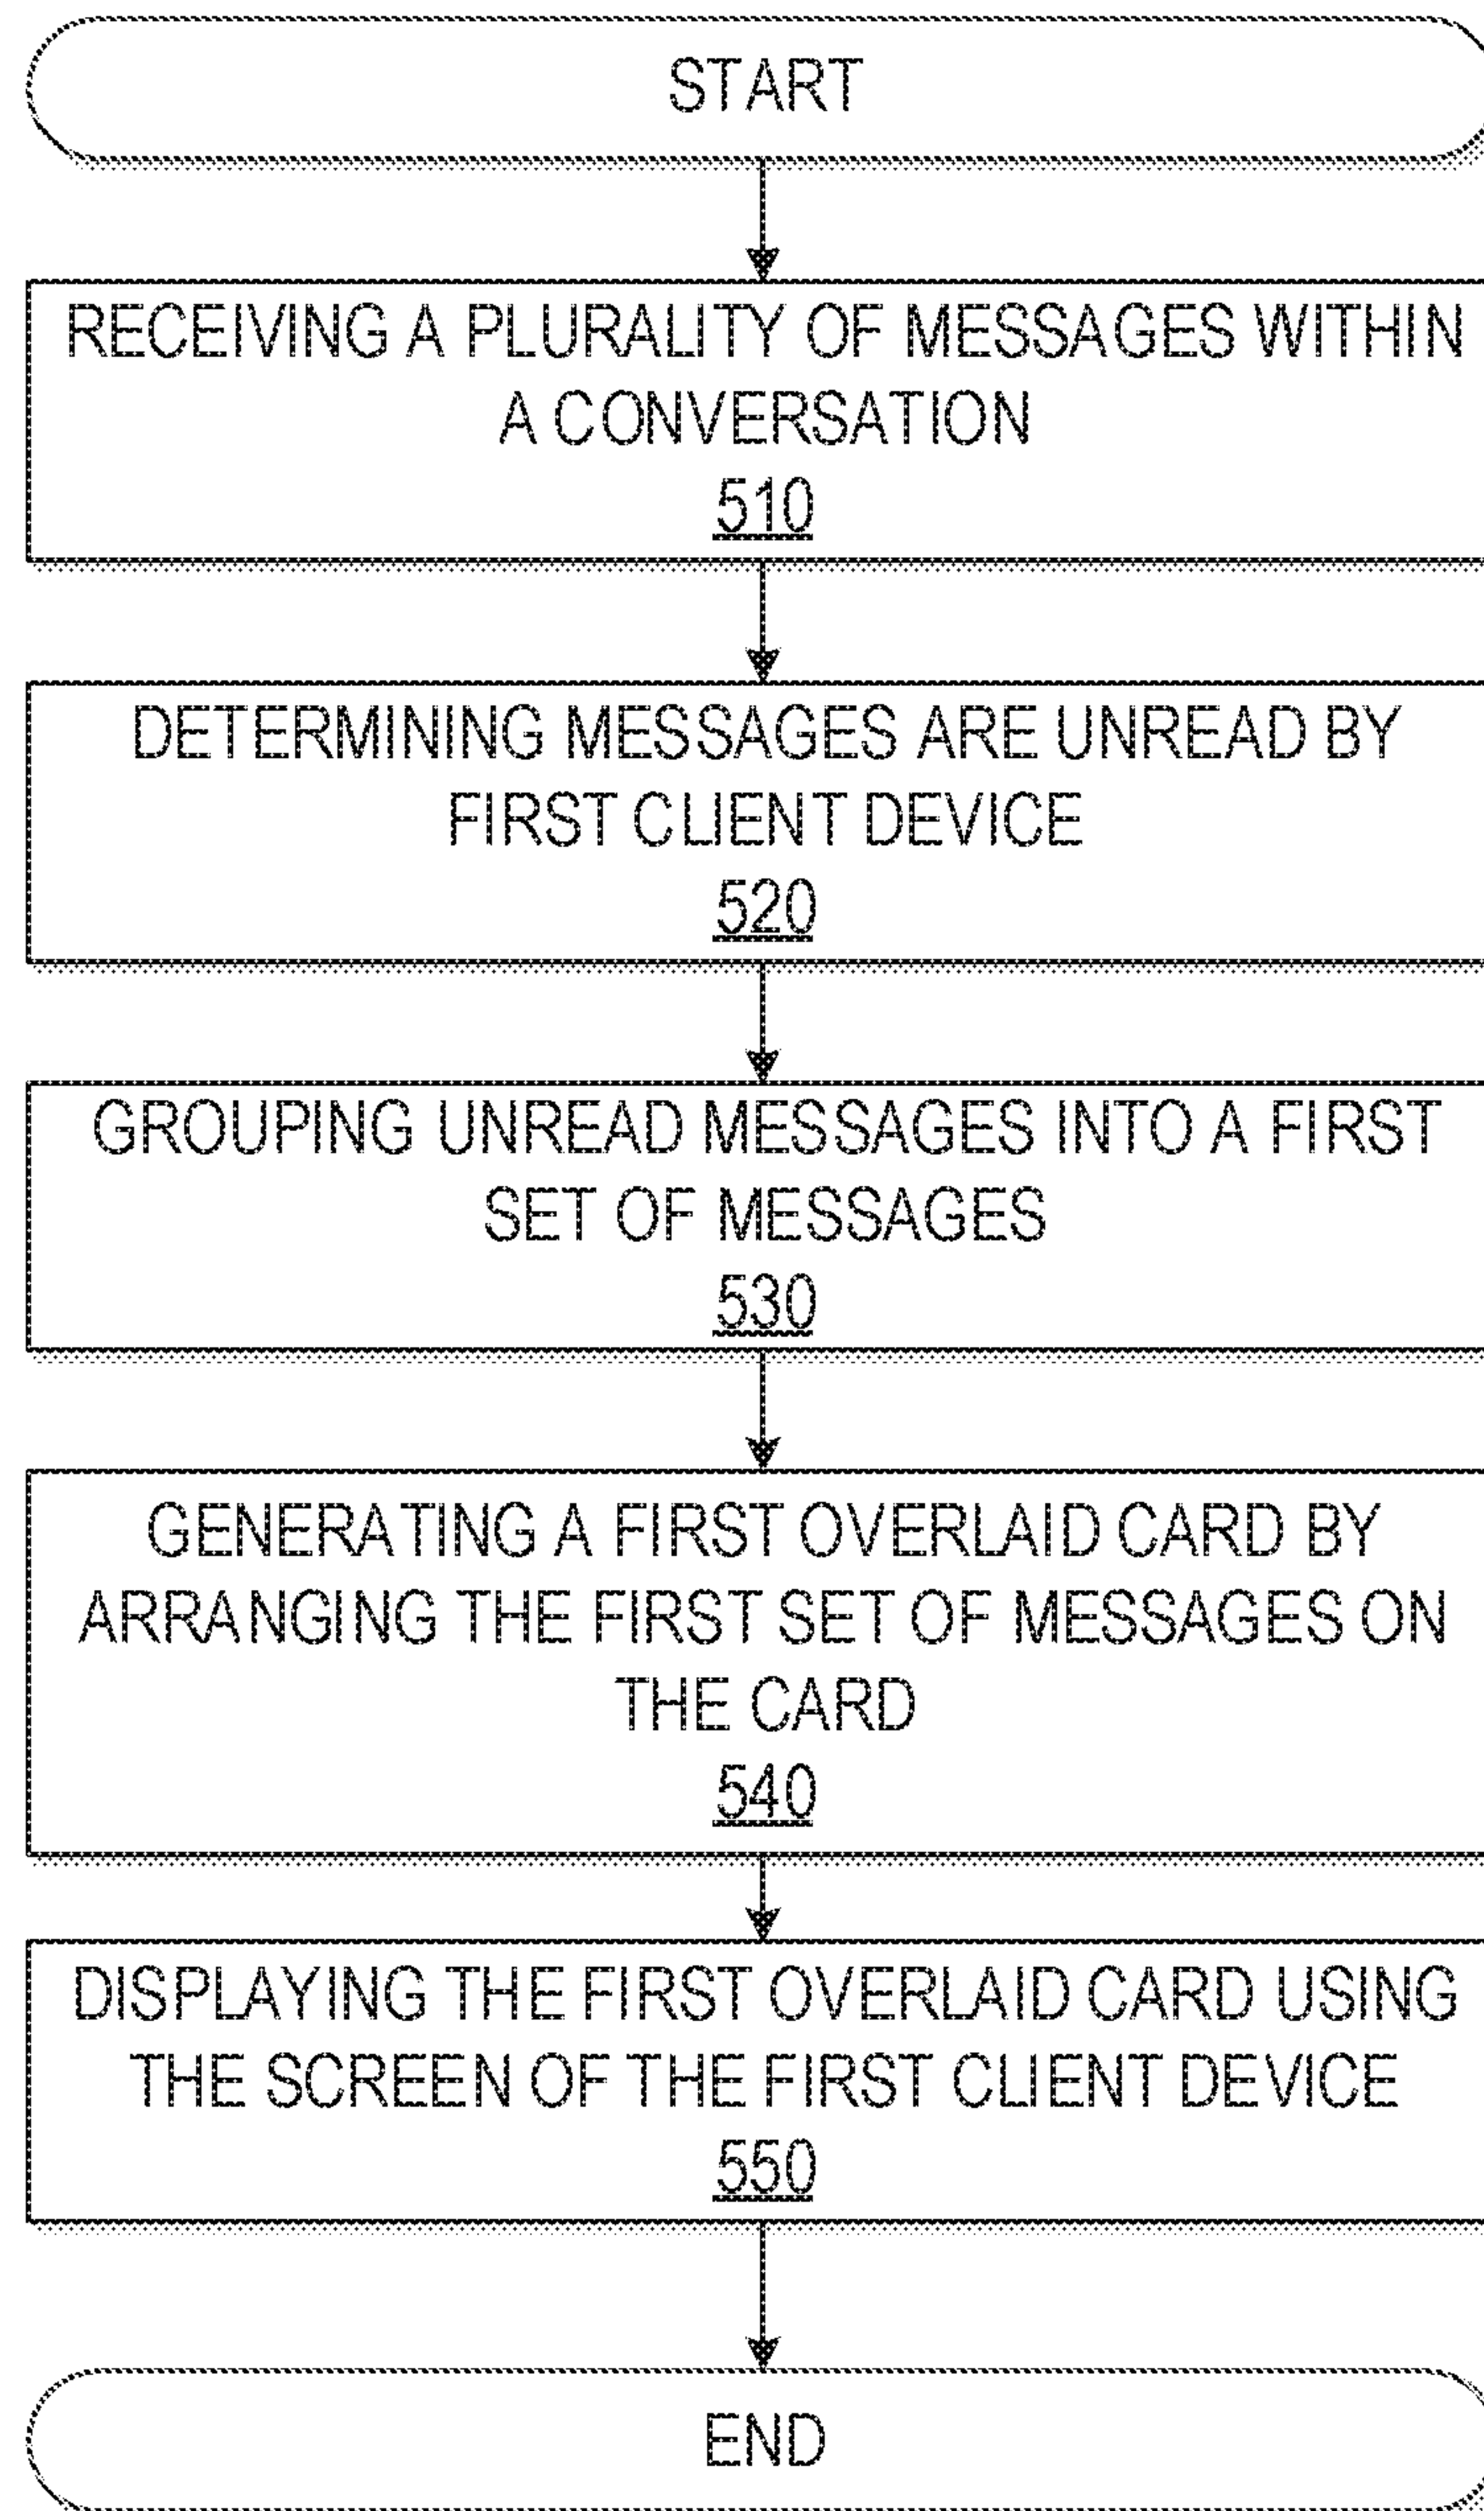 START
RECEIVING A PLURALITY OF MESSAGES WITHIN
A CONVERSATION
510
DETERMINING MESSAGES ARE UNREAD BY
FIRST CLIENT DEVICE
520
GROUPING UNREAD MESSAGES INTO A FIRST
SET OF MESSAGES
530
GENERATING A FIRST OVERLAID CARD BY
ARRANGING THE FIRST SET OF MESSAGES ON
THE CARD
540
DISPLAYING THE FIRST OVERLAID CARD USING
THE SCREEN OF THE FIRST CLIENT DEVICE
550
END